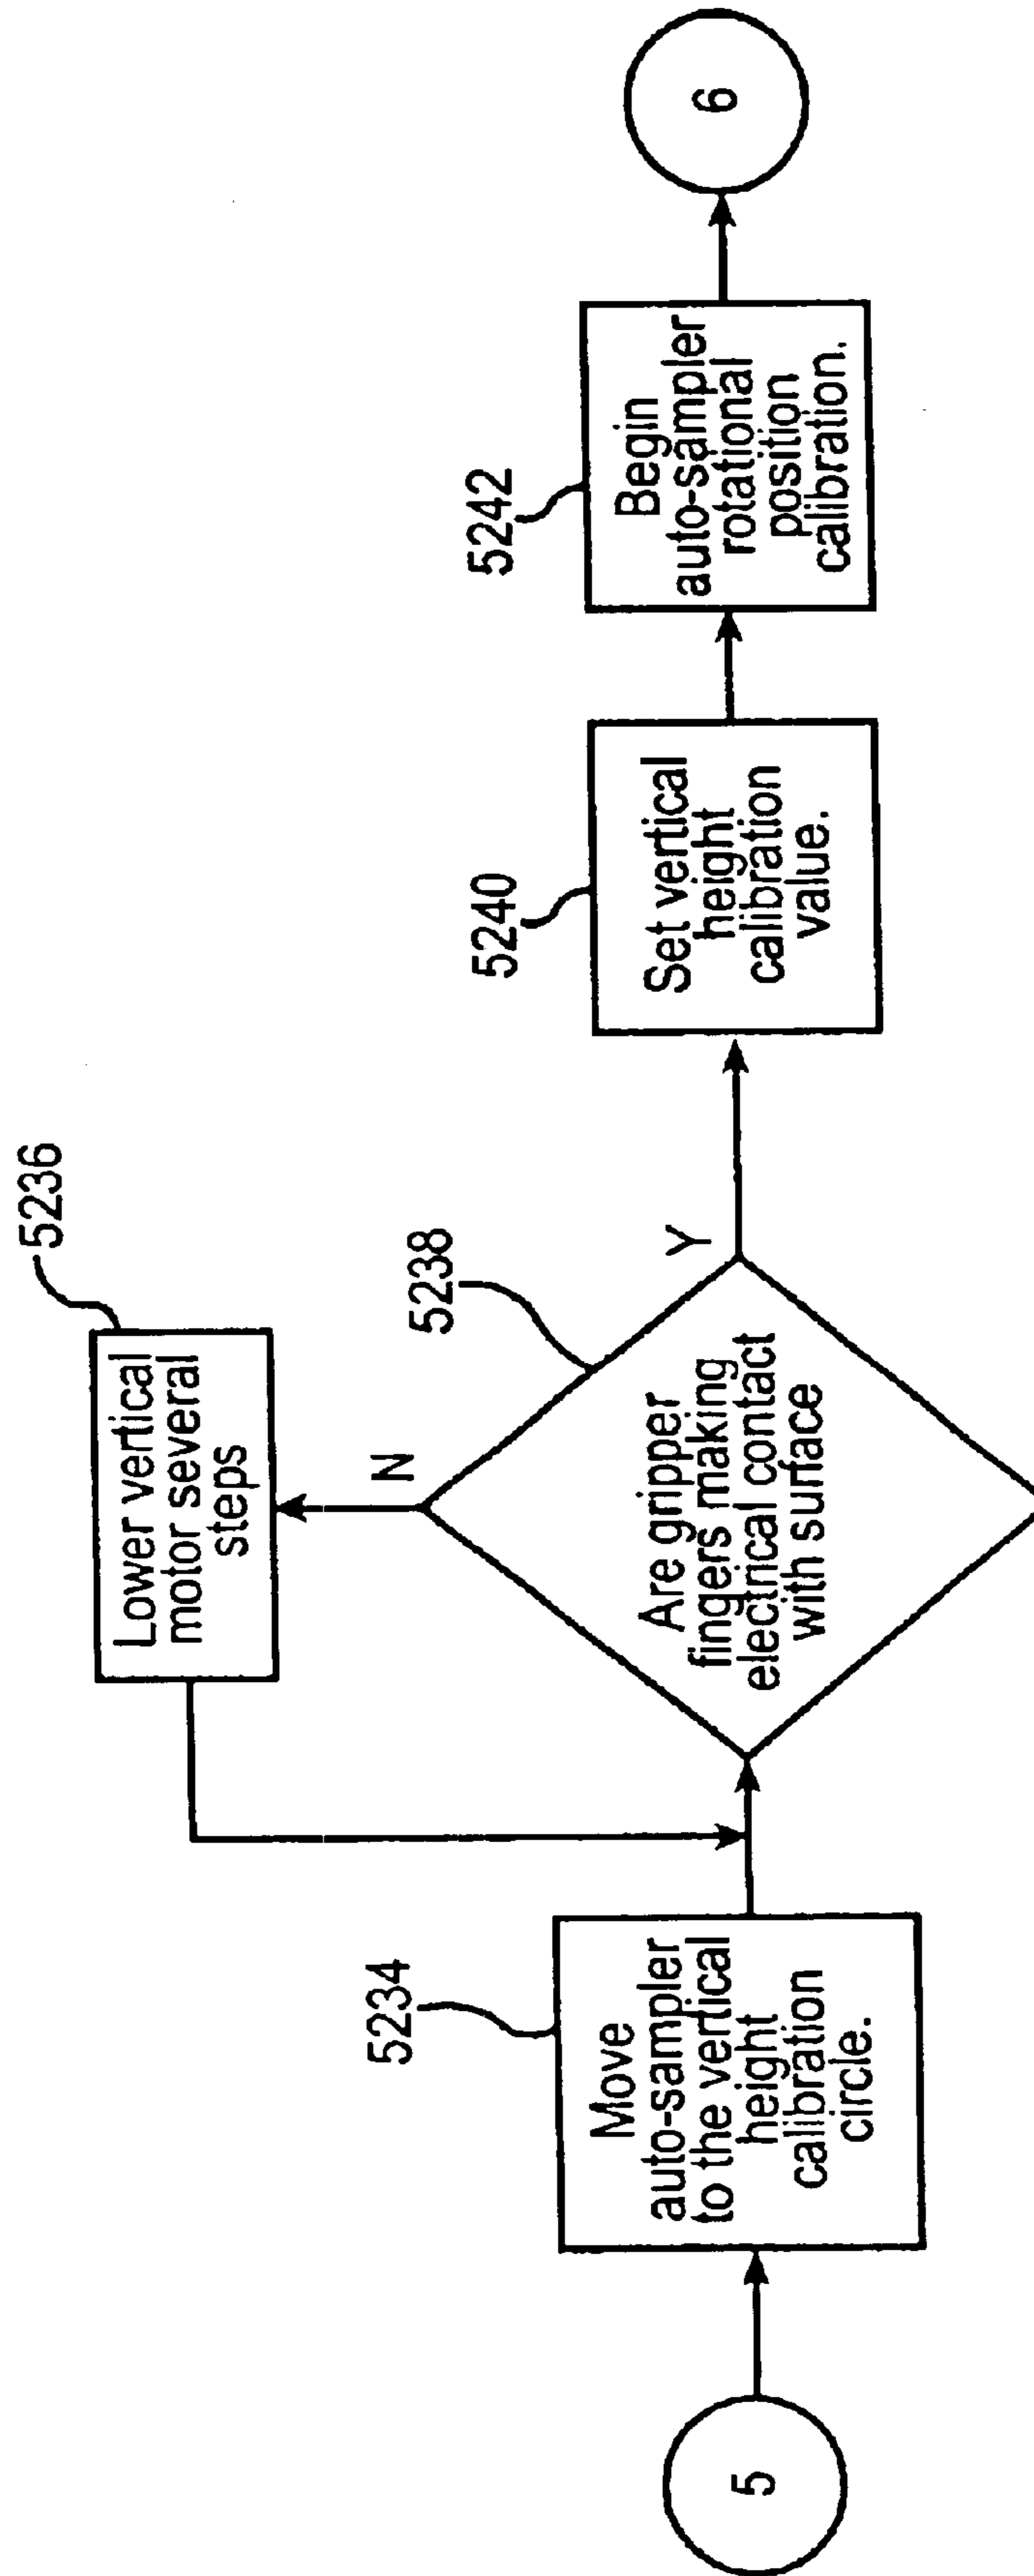 5
5234
Move
auto-sampler
to the vertical
height
calibration
circle.
5236
Lower vertical
motor several
steps
N
5238
Are gripper
fingers making
electrical contact
with surface
Y
5240
Set vertical
height
calibration
value.
5242
Begin
auto-sampler
rotational
position
calibration.
6